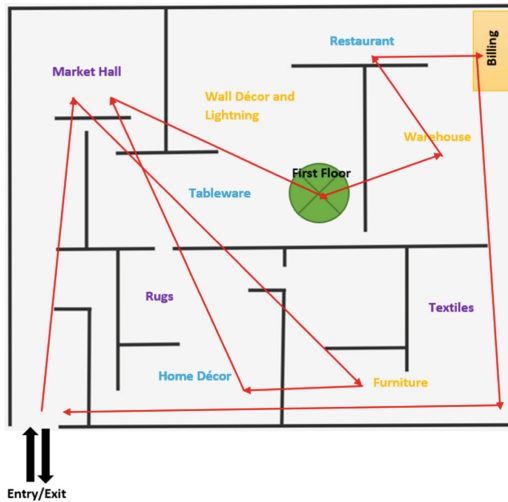 Restaurant
Billing
Market Hall
Wall Décor and
Lightning
Warehouse
First Floor
Tableware
Rugs
Textiles
Home Décor
Furniture
Entry/Exit